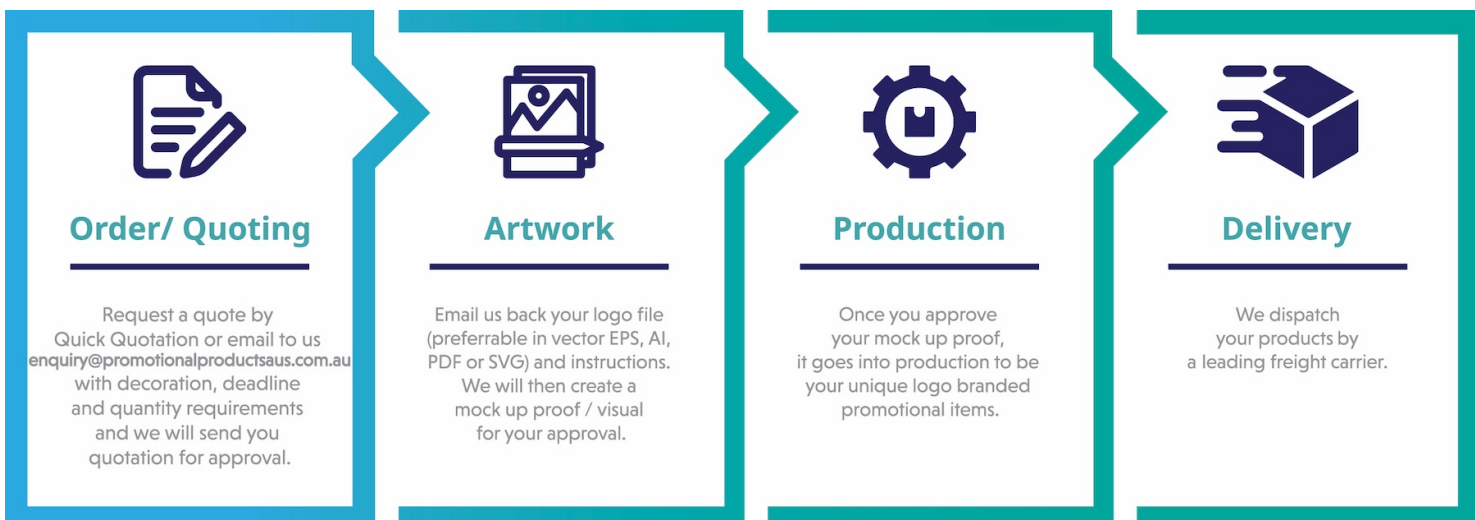 Order/ Quoting
Request a quote by
Quick Quotation or email to us
enquiry@promotionalproductsaus.com.au
with decoration, deadline
and quantity requirements
and we will send you
quotation for approval.
Artwork
Email us back your logo file
(preferrable in vector EPS, AI,
PDF or SVG) and instructions.
We will then create a
mock up proof / visual
for your approval.
Production
Once you approve
your mock up proof,
it goes into production to be
your unique logo branded
promotional items.
Delivery
We dispatch
your products by
a leading freight carrier.